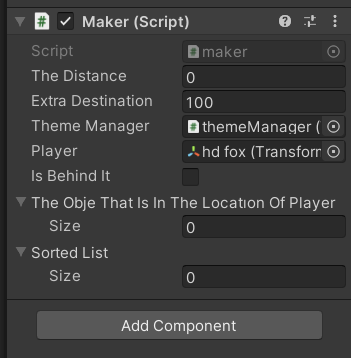 Maker (Script)
Script maker
The Distance 0
Extra Destination 100
Theme Manager themeManager (
Player hd fox (Transforn
Is Behind It
The Obje That Is In The Location Of Player
Size 0
Sorted List
Size 0
Add Component